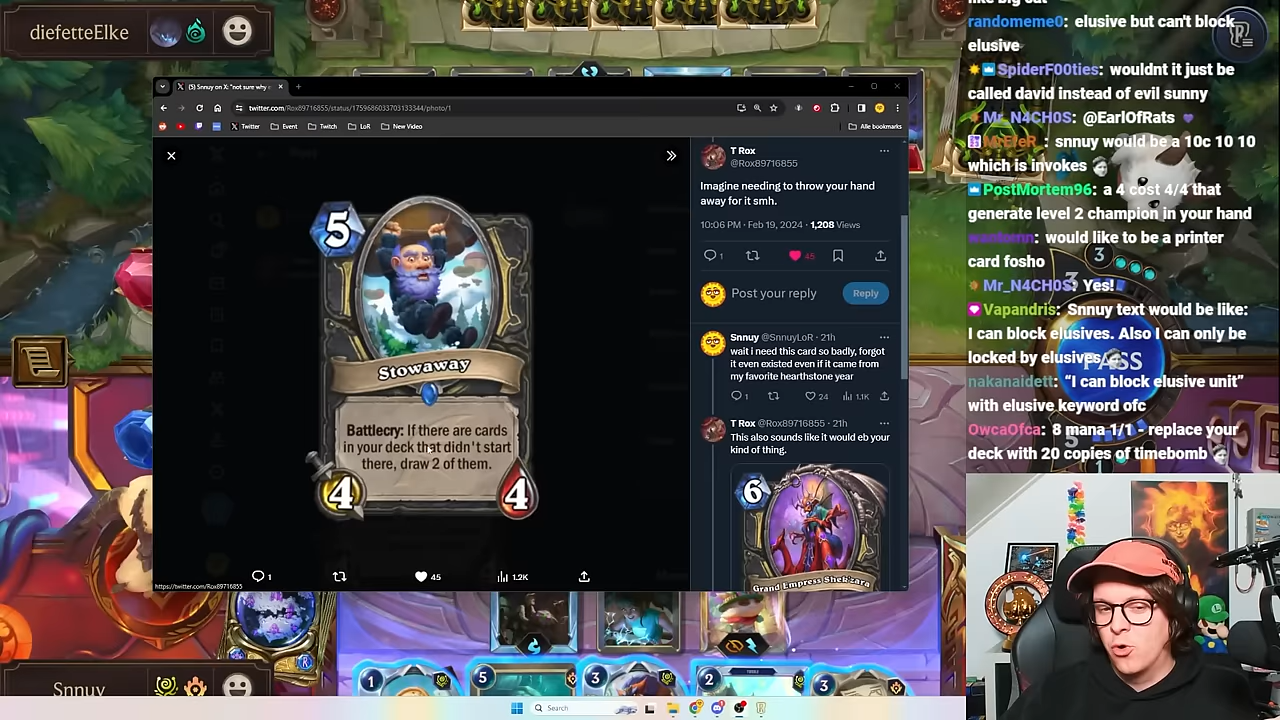 diefetteElke
(5) Snnuy on X: "not sure why
twitter.com/Rox89716855/status/1759686033703133344/photo/1
Twitter
Event
Twitch
LoR
New Video
All bookmarks
5
Stowaway
Battlecry: If there are cards
in your deck that didn't start
there, draw 2 of them.
4
4
1
45
1.2K
https://twitter.com/Rox89716855
T Rox
@Rox89716855
Imagine needing to throw your hand
away for it smh.
10:06 PM · Feb 19, 2024 · 1,208 Views
1
45
Post your reply
Reply
Snnuy @SnnuyLoR · 21h
wait i need this card so badly, forgot
it even existed even if it came from
my favorite hearthstone year
1
24
1.1K
T Rox @Rox89716855 · 21h
This also sounds like it would eb your
kind of thing.
6
Grand Empress Shek'zara
randomeme0: elusive but can't block
elusive
SpiderF00ties: wouldnt it just be
called david instead of evil sunny
Mr_N4CH0S: @EarlOfRats
snnuy would be a 10c 10 10
which is invokes
PostMortem96: a 4 cost 4/4 that
generate level 2 champion in your hand
would like to be a printer
card fosho
Mr_N4CH0S: Yes!
Vapandris: Snnuy text would be like:
I can block elusives. Also I can only be
locked by elusives
nakanaidett: “I can block elusive unit”
with elusive keyword ofc
OwcaOfca: 8 mana 1/1 - replace your
deck with 20 copies of timebomb
3
3
PASS
5
1
Snnuy
1
5
3
2
3
Search